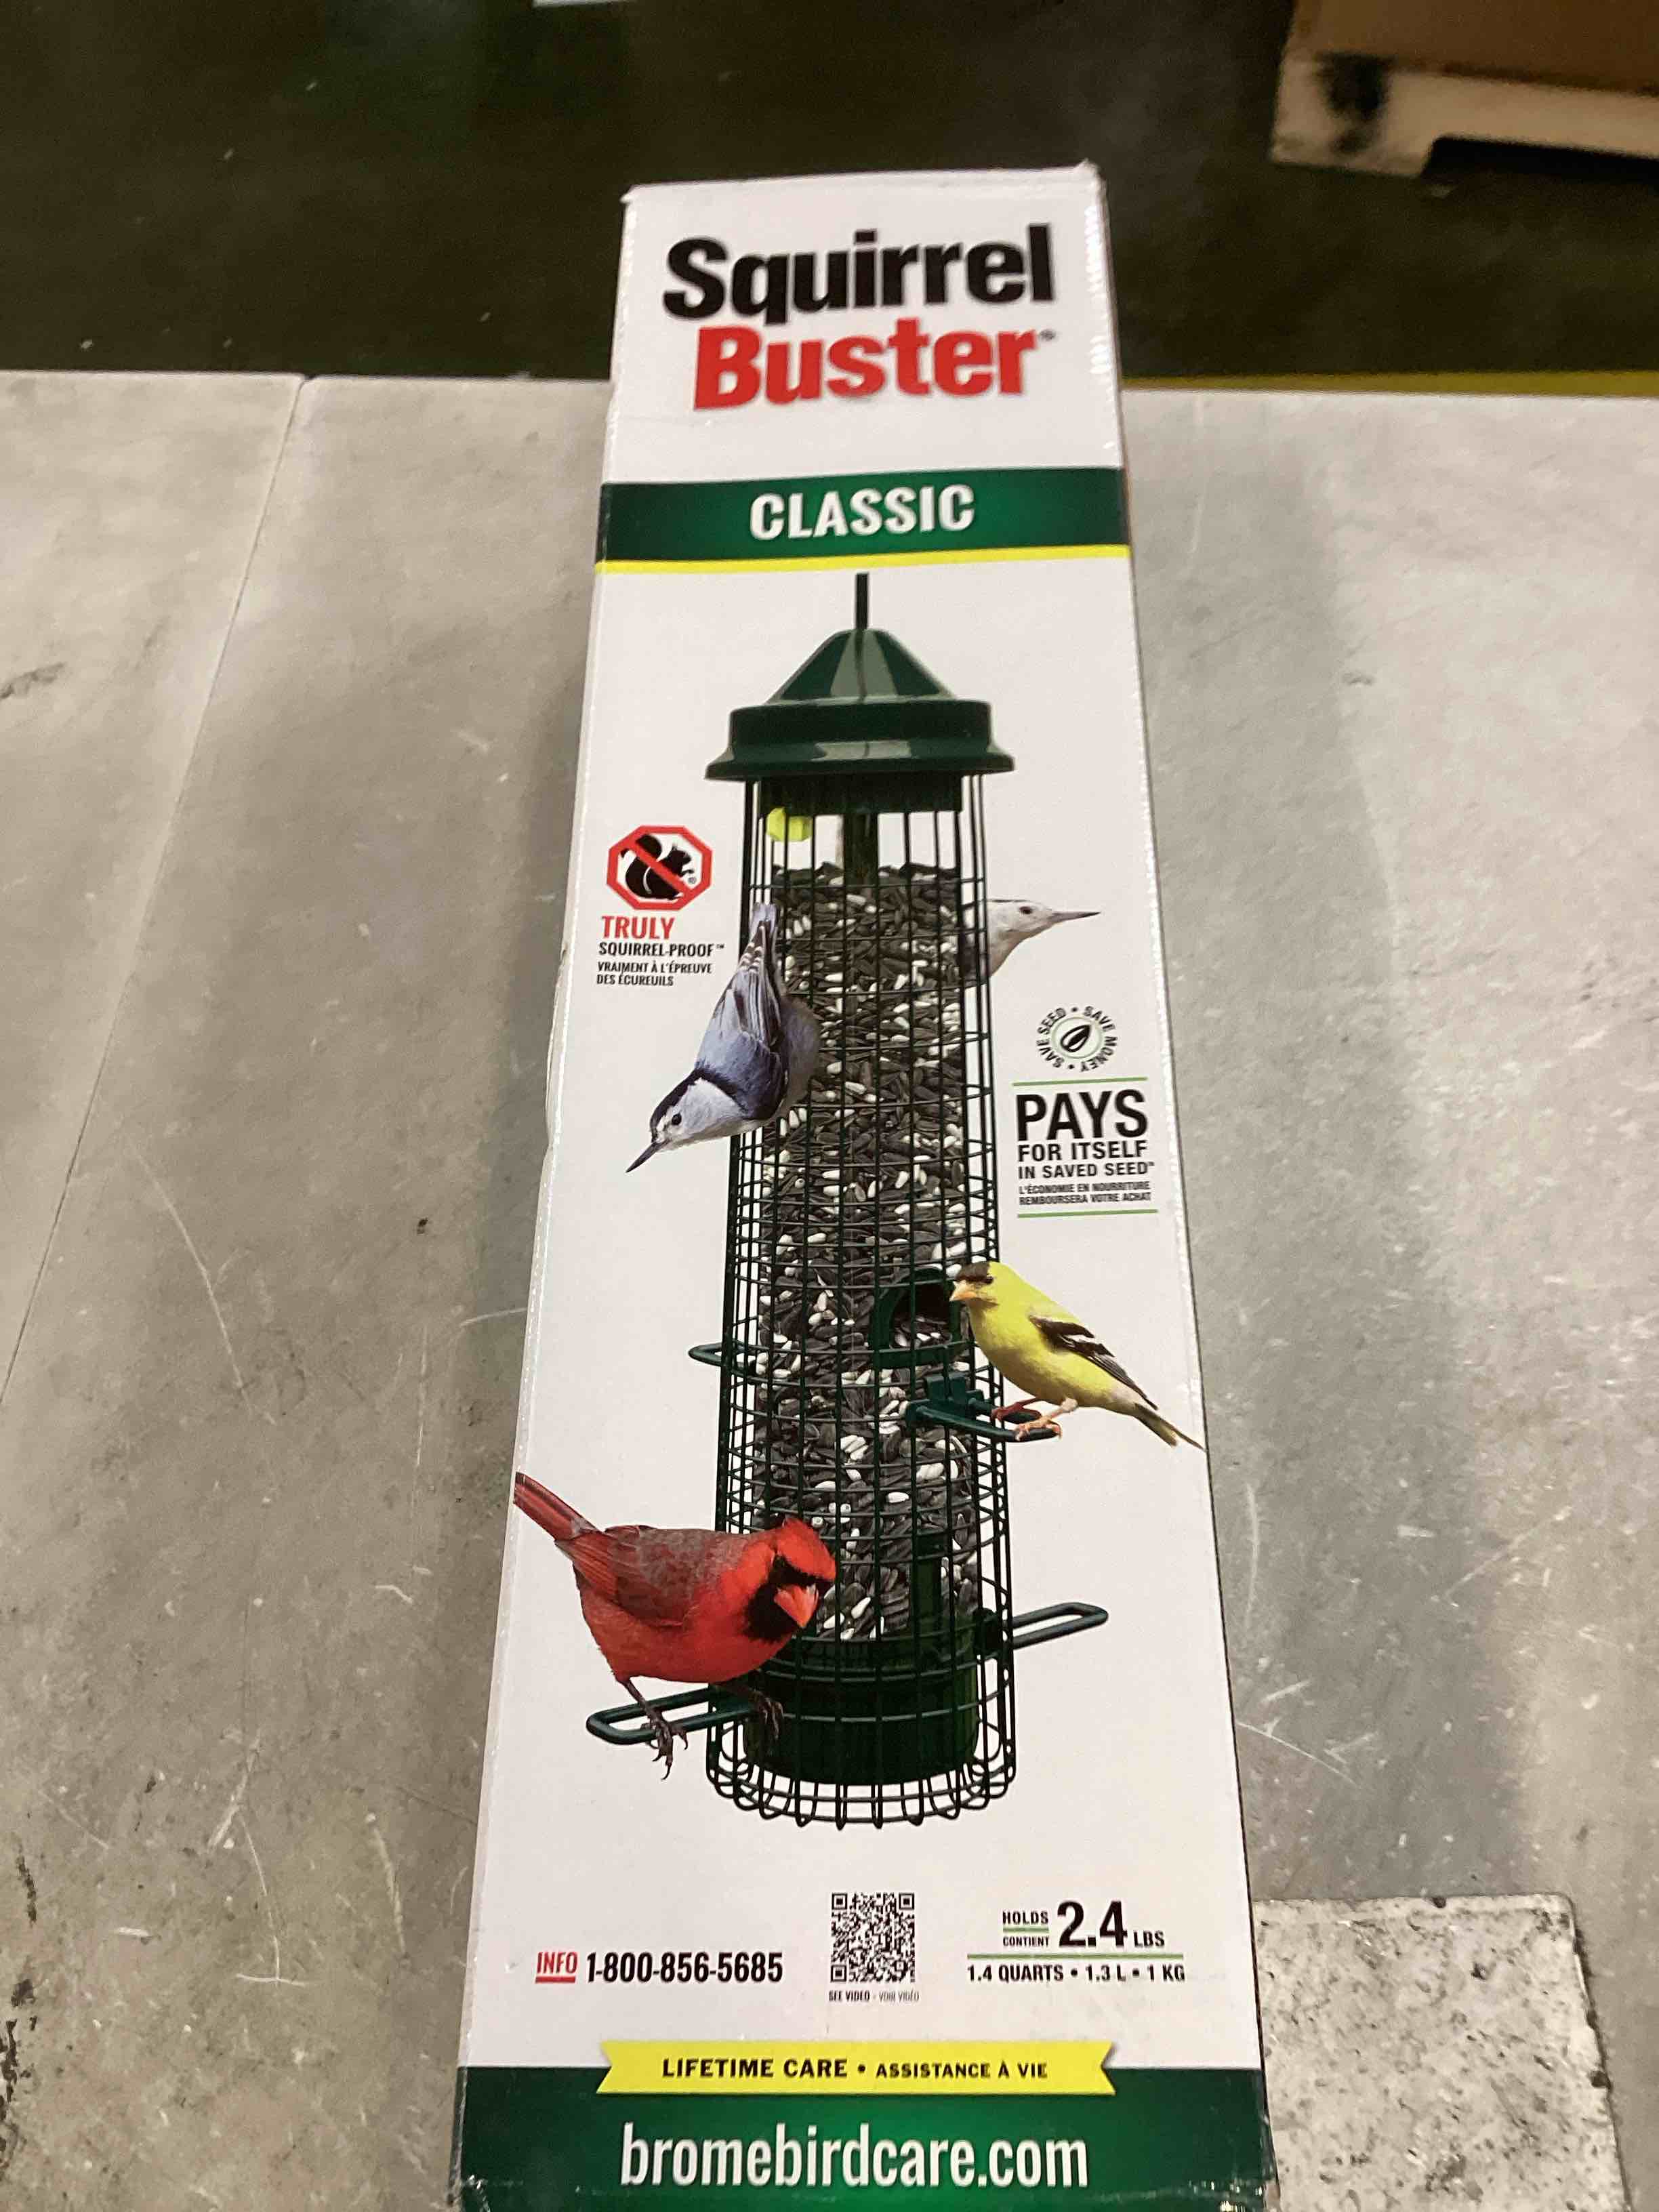 Squirrel
Buster®
CLASSIC
TRULY
SQUIRREL-PROOF™
VRAIMENT À L'ÉPREUVE
DES ÉCUREUILS
SAVE SEED • SAVE MONEY •
PAYS
FOR ITSELF
IN SAVED SEED™
L'ÉCONOMIE EN NOURRITURE
REMBOURSERA VOTRE ACHAT
INFO 1-800-856-5685
SEE VIDEO - VOIR VIDÉO
HOLDS
CONTIENT
2.4 LBS
1.4 QUARTS • 1.3 L • 1 KG
LIFETIME CARE • ASSISTANCE À VIE
bromebirdcare.com